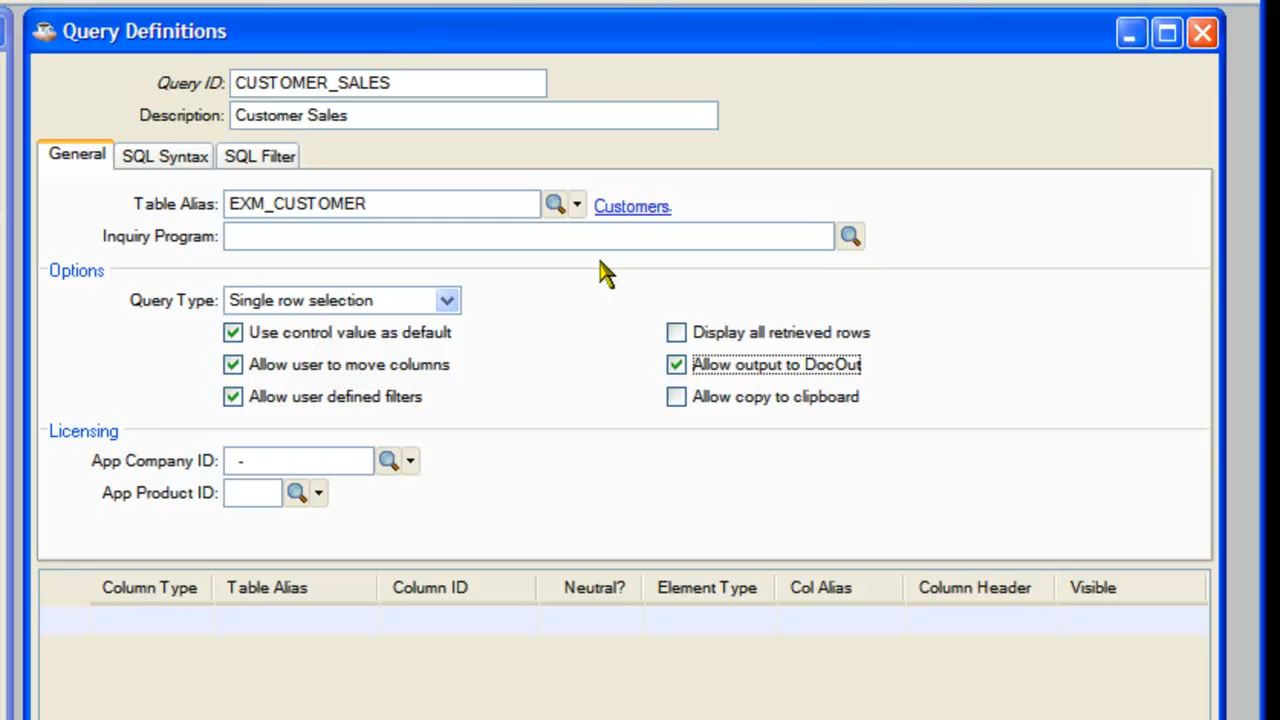 Query Definitions
Query ID: CUSTOMER_SALES
Description: Customer Sales
General SQL Syntax SQL Filter
Table Alias: EXM_CUSTOMER Customers.
Inquiry Program:
Options
Query Type: Single row selection
Use control value as default Display all retrieved rows
Allow user to move columns Allow output to DocOut
Allow user defined filters Allow copy to clipboard
Licensing
App Company ID: -
App Product ID:
Column Type Table Alias Column ID Neutral? Element Type Col Alias Column Header Visible